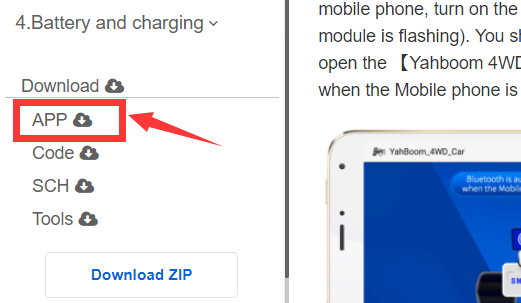 4.Battery and charging
Download
APP
Code
SCH
Tools
Download ZIP
mobile phone, turn on the
module is flashing). You s
open the 【Yahboom 4WD
when the Mobile phone is
YahBoom_4WD_Car
Bluetooth is au
when the Mobi